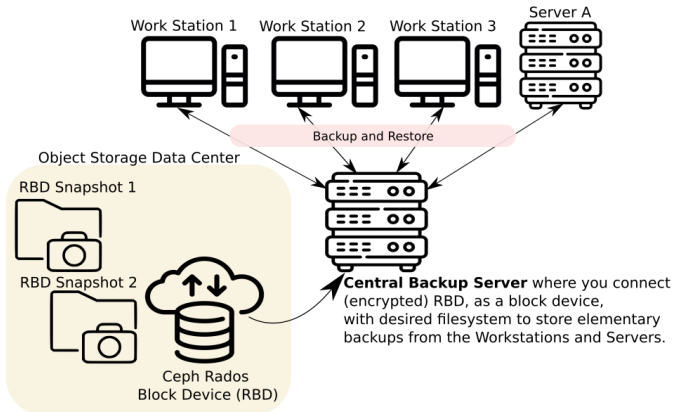 Work Station 1
Work Station 2
Work Station 3
Server A
Backup and Restore
Object Storage Data Center
RBD Snapshot 1
RBD Snapshot 2
Ceph Rados
Block Device (RBD)
Central Backup Server where you connect
(encrypted) RBD, as a block device,
with desired filesystem to store elementary
backups from the Workstations and Servers.